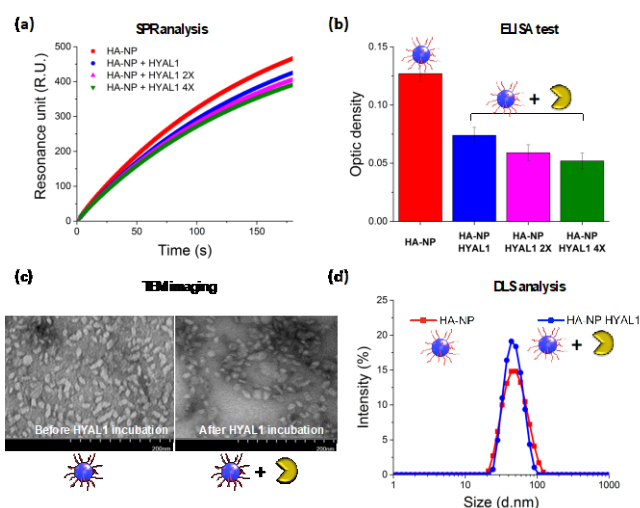 (a)
SPR analysis
HA-NP
HA-NP + HYAL1
HA-NP + HYAL1 2X
HA-NP + HYAL1 4X
Resonance unit (R.U.)
500
400
300
200
100
0
0
50
100
150
Time (s)
(b)
ELISA test
Optic density
0.15
0.10
0.05
0.00
+
HA-NP
HA-NP
HYAL1
HA-NP
HYAL1 2X
HA-NP
HYAL1 4X
(c)
TEM imaging
Before HYAL1 incubation
200nm
After HYAL1 incubation
200nm
+
(d)
DLS analysis
HA-NP
HA-NP HYAL1
+
Intensity (%)
25
20
15
10
5
0
1
10
100
1000
Size (d.nm)